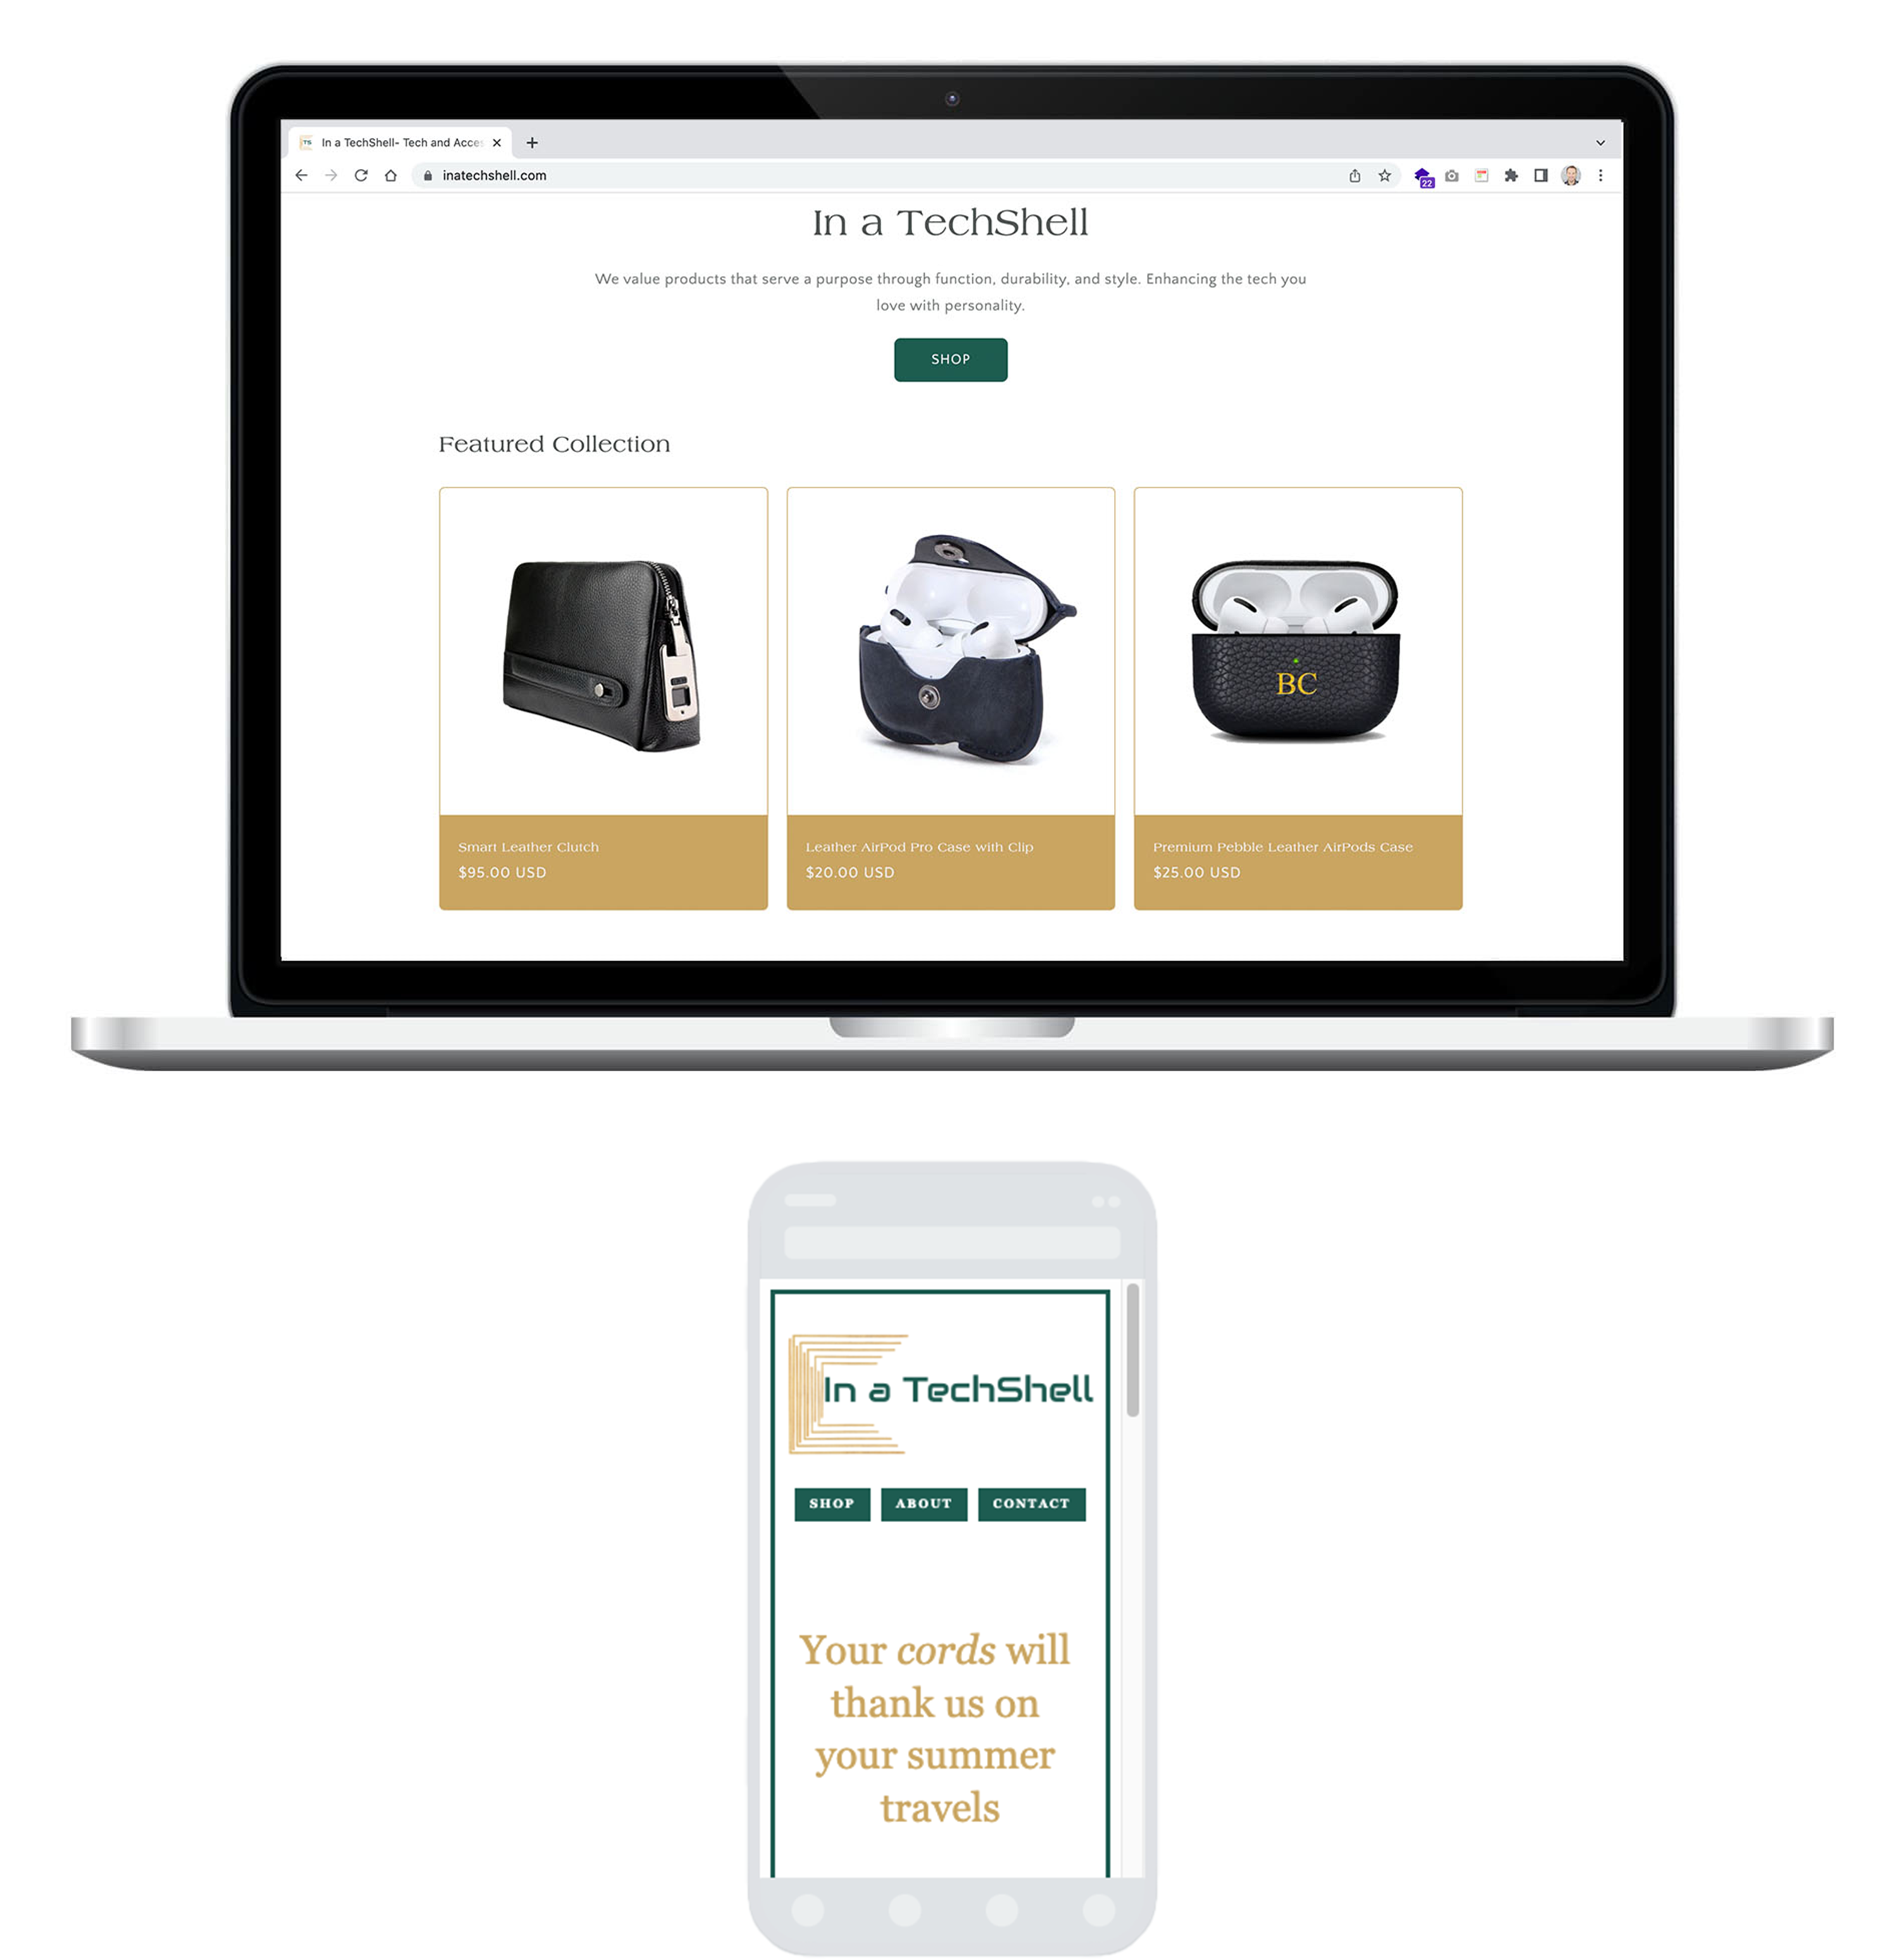 In a TechShell- Tech and Acces
inatechshell.com
22
In a TechShell
We value products that serve a purpose through function, durability, and style. Enhancing the tech you
love with personality.
SHOP
Featured Collection
BC
Smart Leather Clutch
$95.00 USD
Leather AirPod Pro Case with Clip
$20.00 USD
Premium Pebble Leather AirPods Case
$25.00 USD
In a TechShell
SHOP ABOUT CONTACT
Your cords will
thank us on
your summer
travels